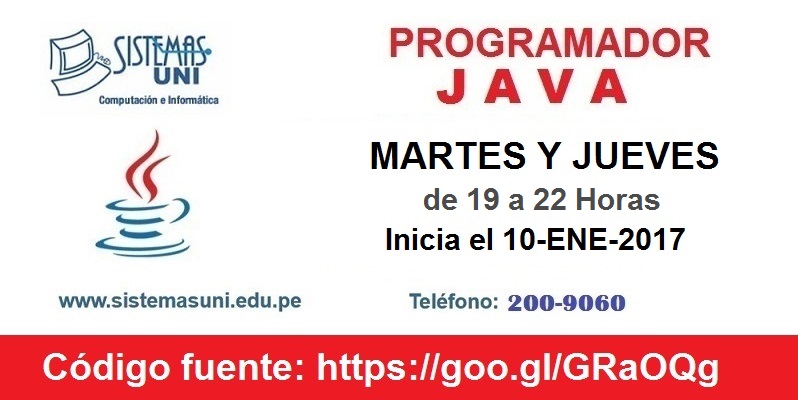 SISTEMAS
UNI
Computación e Informática
PROGRAMADOR
JAVA
MARTES Y JUEVES
de 19 a 22 Horas
Inicia el 10-ENE-2017
www.sistemasuni.edu.pe
Teléfono: 200-9060
Código fuente: https://goo.gl/GRaOQg